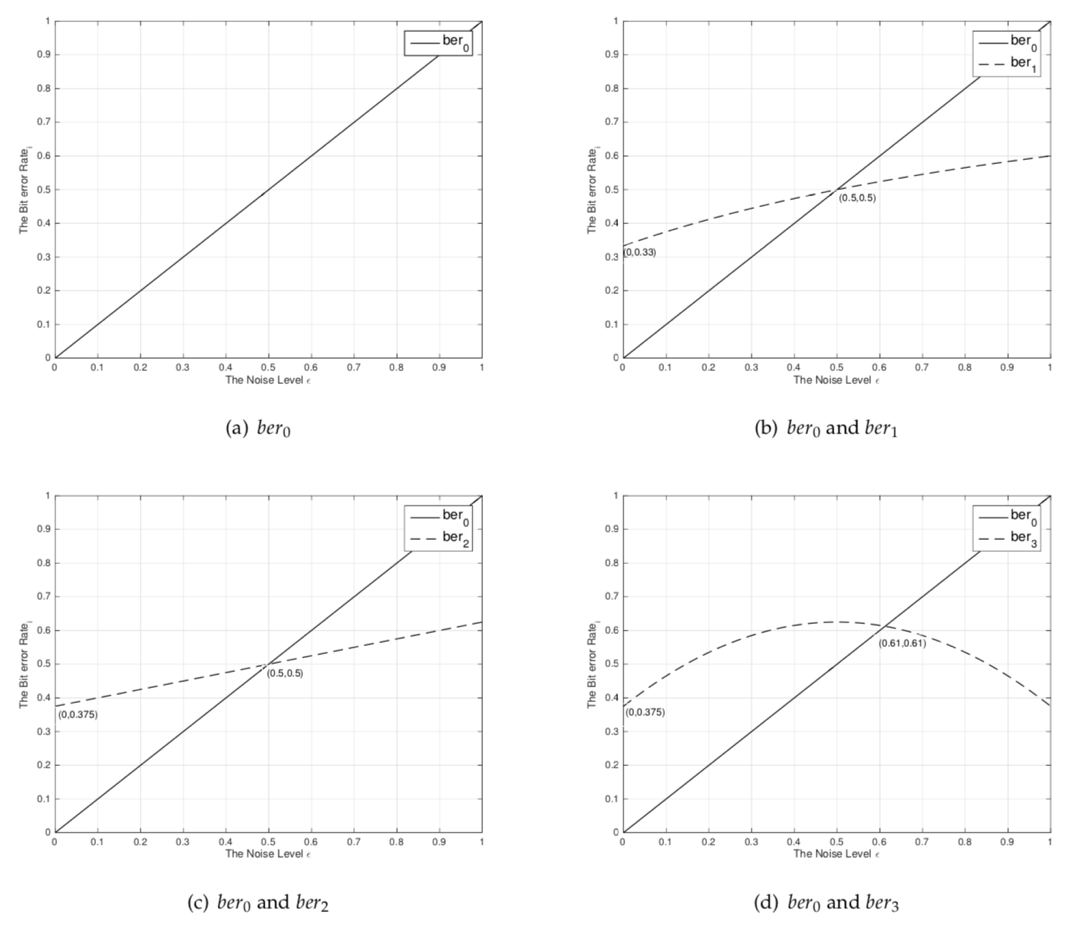 ber0
The Bit error Ratei
1
0.9
0.8
0.7
0.6
0.5
0.4
0.3
0.2
0.1
0
0 0.1 0.2 0.3 0.4 0.5 0.6 0.7 0.8 0.9 1
The Noise Level ϵ
(a) ber0
ber0
ber1
The Bit error Ratei
1
0.9
0.8
0.7
0.6
0.5
0.4
0.3
0.2
0.1
0
(0.5,0.5)
(0,0.33)
0 0.1 0.2 0.3 0.4 0.5 0.6 0.7 0.8 0.9 1
The Noise Level ϵ
(b) ber0 and ber1
ber0
ber2
The Bit error Ratei
1
0.9
0.8
0.7
0.6
0.5
0.4
0.3
0.2
0.1
0
(0.5,0.5)
(0,0.375)
0 0.1 0.2 0.3 0.4 0.5 0.6 0.7 0.8 0.9 1
The Noise Level ϵ
(c) ber0 and ber2
ber0
ber3
The Bit error Ratei
1
0.9
0.8
0.7
0.6
0.5
0.4
0.3
0.2
0.1
0
(0.61,0.61)
(0,0.375)
0 0.1 0.2 0.3 0.4 0.5 0.6 0.7 0.8 0.9 1
The Noise Level ϵ
(d) ber0 and ber3